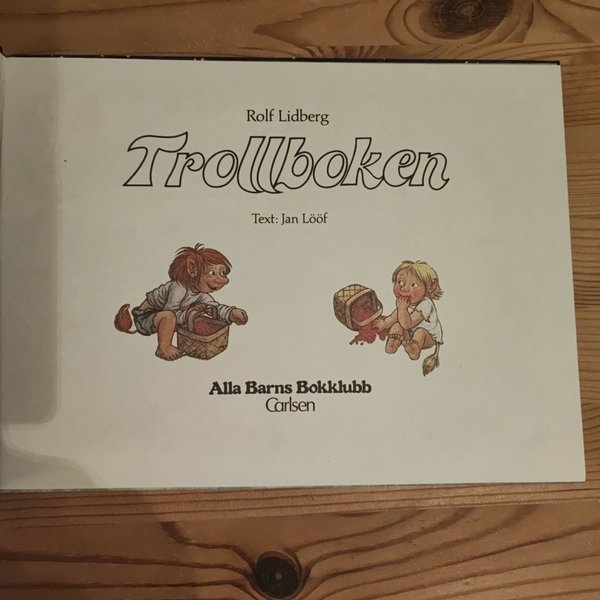 Rolf Lidberg
Trollboken
Text: Jan Lööf
Alla Barns Bokklubb
Carlsen